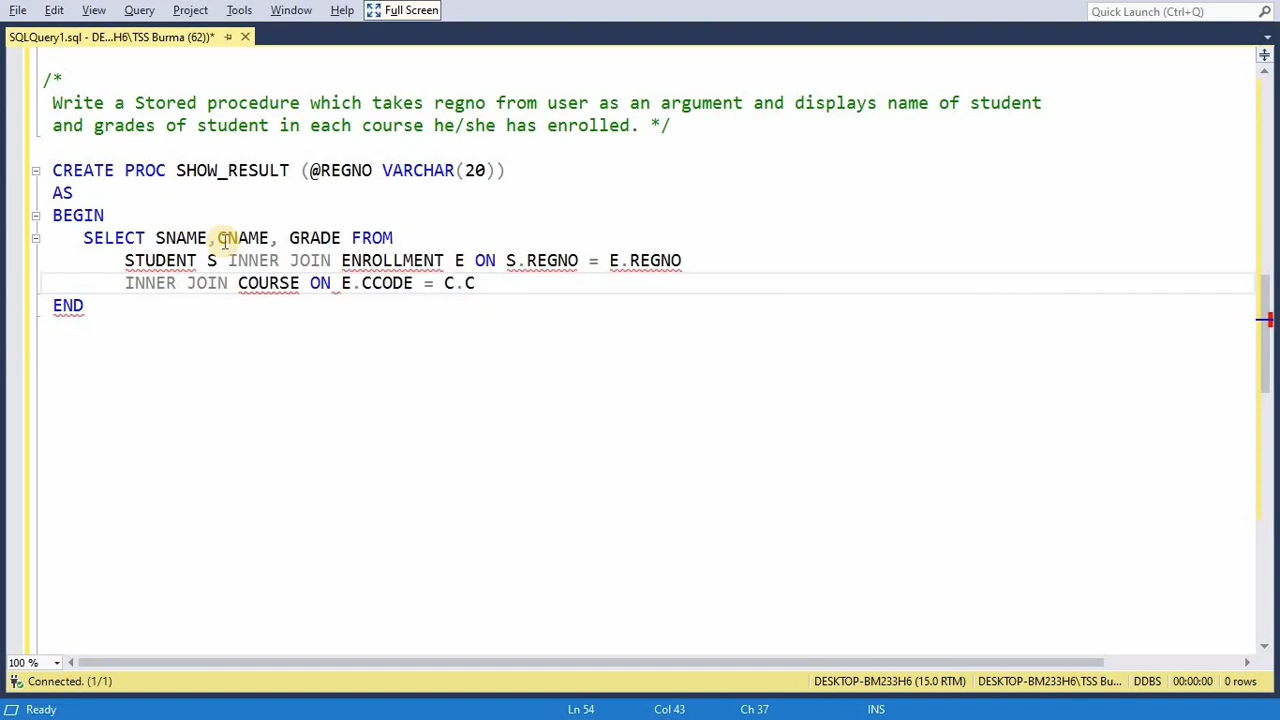 File Edit View Query Project Tools Window Help Full Screen Quick Launch (Ctrl+Q)
SQLQuery1.sql - DE...H6\TSS Burma (62))*
/*
Write a Stored procedure which takes regno from user as an argument and displays name of student
and grades of student in each course he/she has enrolled. */
CREATE PROC SHOW_RESULT (@REGNO VARCHAR(20))
AS
BEGIN
SELECT SNAME,CNAME, GRADE FROM
STUDENT S INNER JOIN ENROLLMENT E ON S.REGNO = E.REGNO
INNER JOIN COURSE ON E.CCODE = C.C
END
100 %
Connected. (1/1) DESKTOP-BM233H6 (15.0 RTM) DESKTOP-BM233H6\TSS Bu... DDBS 00:00:00 0 rows
Ready Ln 54 Col 43 Ch 37 INS